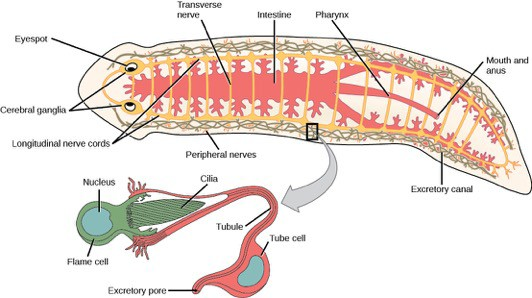 Transverse
nerve
Intestine
Pharynx
Eyespot
Mouth and
anus
Cerebral ganglia
Longitudinal nerve cords
Peripheral nerves
Excretory canal
Nucleus
Cilia
Tubule
Tube cell
Flame cell
Excretory pore